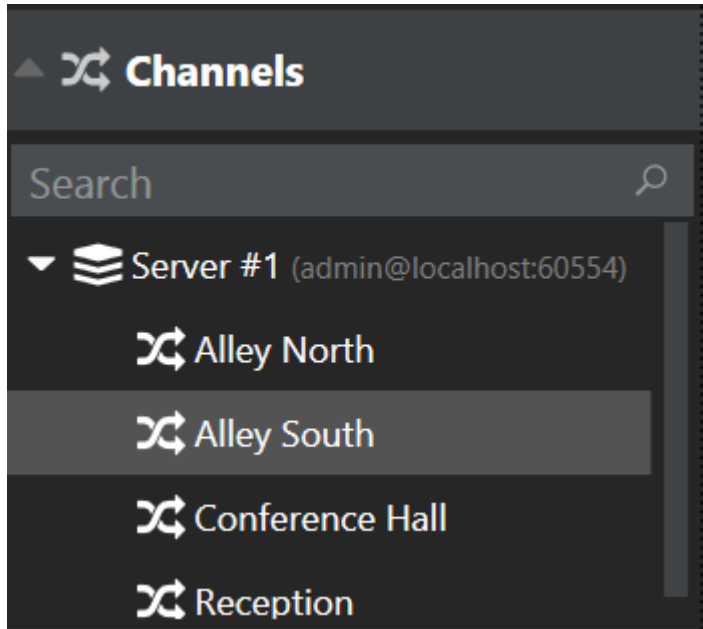 Channels
Search
Server #1 (admin@localhost:60554)
Alley North
Alley South
Conference Hall
Reception